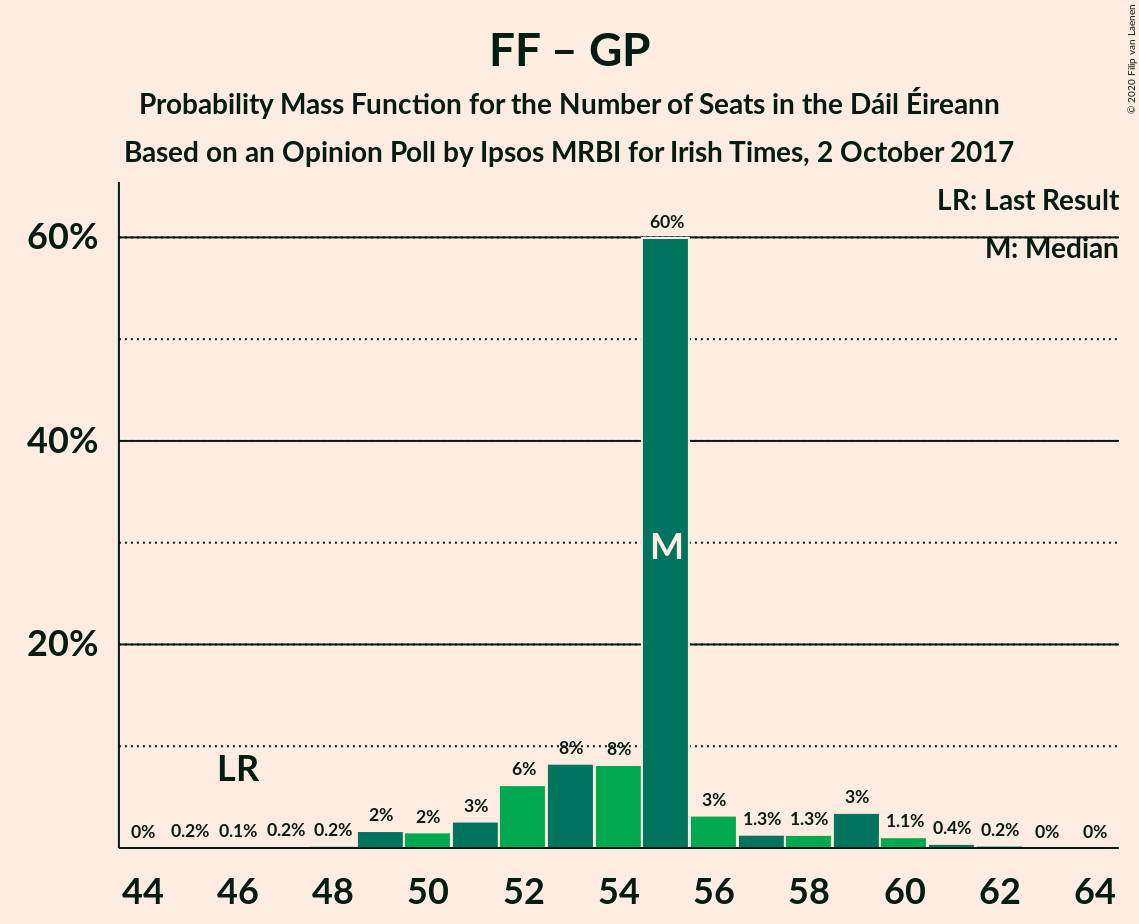 FF – GP
Probability Mass Function for the Number of Seats in the Dáil Éireann
Based on an Opinion Poll by Ipsos MRBI for Irish Times, 2 October 2017
© 2020 Filip van Laenen
LR: Last Result
M: Median
60%
40%
20%
LR
M
0%
0.2%
0.1%
0.2%
0.2%
2%
2%
3%
6%
8%
8%
60%
3%
1.3%
1.3%
3%
1.1%
0.4%
0.2%
0%
0%
44 46 48 50 52 54 56 58 60 62 64